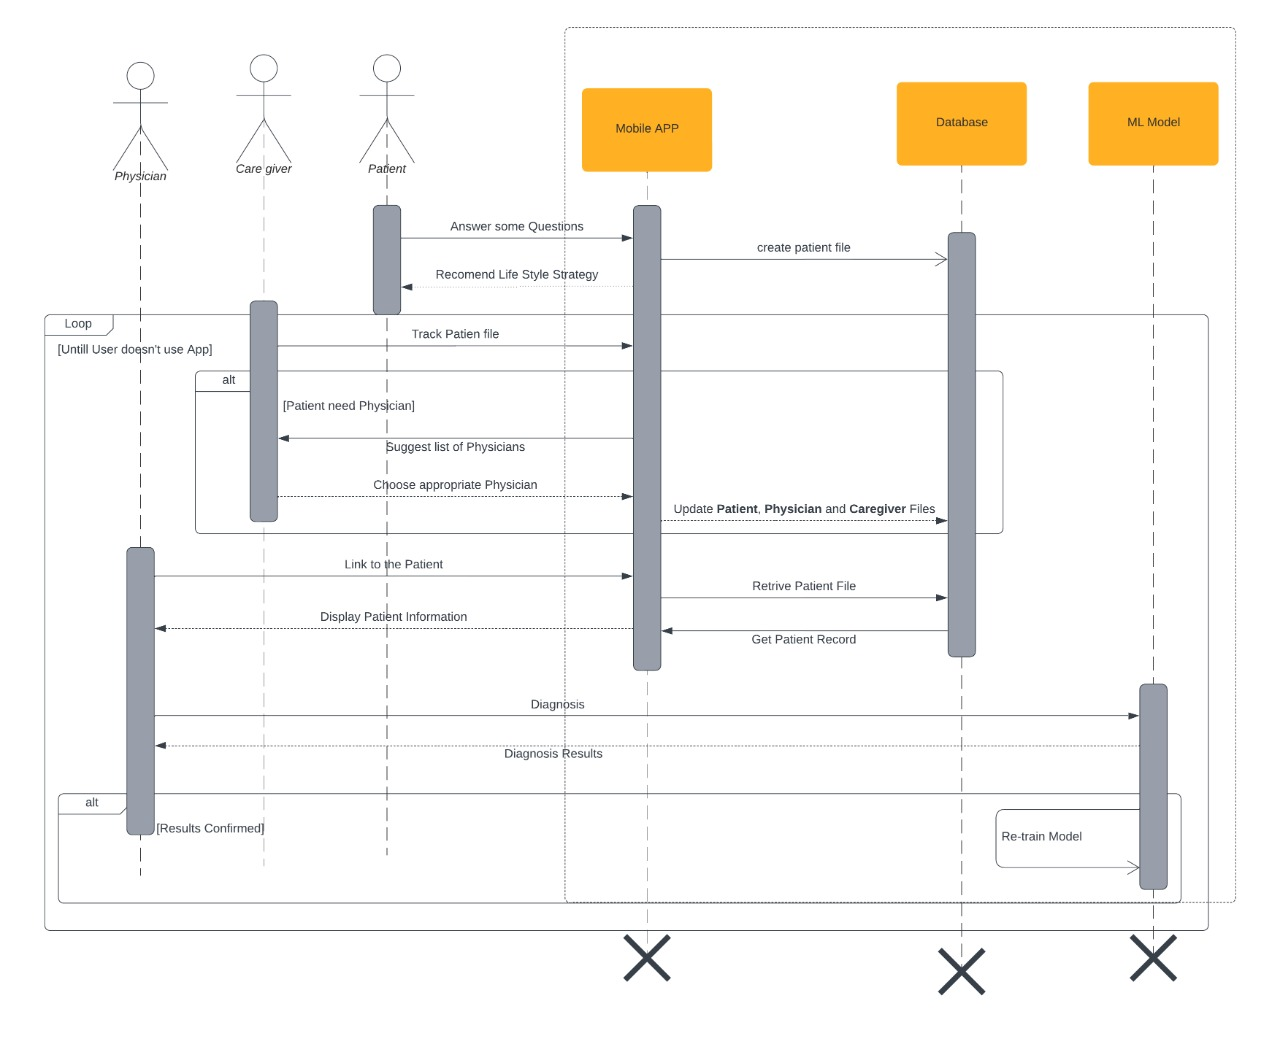 Physician
Care giver
Patient
Mobile APP
Database
ML Model
Answer some Questions
create patient file
Recomend Life Style Strategy
Loop
[Untill User doesn't use App]
Track Patien file
alt
[Patient need Physician]
Suggest list of Physicians
Choose appropriate Physician
Update Patient, Physician and Caregiver Files
Link to the Patient
Retrive Patient File
Display Patient Information
Get Patient Record
Diagnosis
Diagnosis Results
alt
[Results Confirmed]
Re-train Model